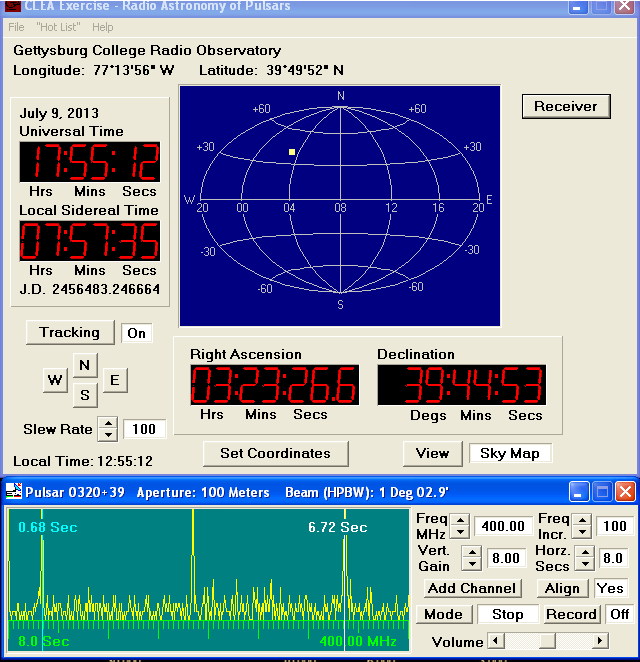 CLEA Exercise - Radio Astronomy of Pulsars
File "Hot List" Help
Gettysburg College Radio Observatory
Longitude: 77°13'56" W Latitude: 39°49'52" N
Receiver
July 9, 2013
Universal Time
17:55:12
Hrs Mins Secs
Local Sidereal Time
07:57:35
Hrs Mins Secs
J.D. 2456483.246664
N
+60 +60
+30 +30
W E
20 00 04 08 12 16 20
-30 -30
-60 -60
S
Tracking On
N
W E
S
Slew Rate 100
Local Time: 12:55:12
Right Ascension Declination
03:23:26.6 39:44:53
Hrs Mins Secs Degs Mins Secs
Set Coordinates View Sky Map
Pulsar 0320+39 Aperture: 100 Meters Beam (HPBW): 1 Deg 02.9'
0.68 Sec 6.72 Sec
8.0 Sec 400.00 MHz
Freq MHz 400.00 Freq Incr. 100
Vert. Gain 8.00 Horz. Secs 8.0
Add Channel Align Yes
Mode Stop Record Off
Volume